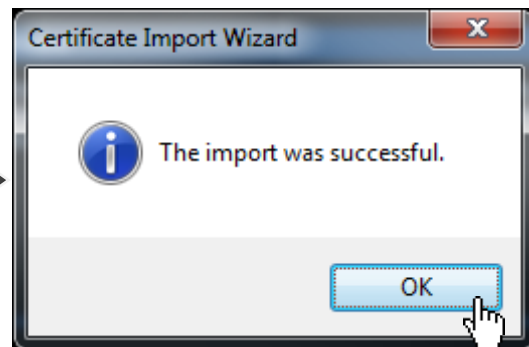 Certificate Import Wizard
The import was successful.
OK